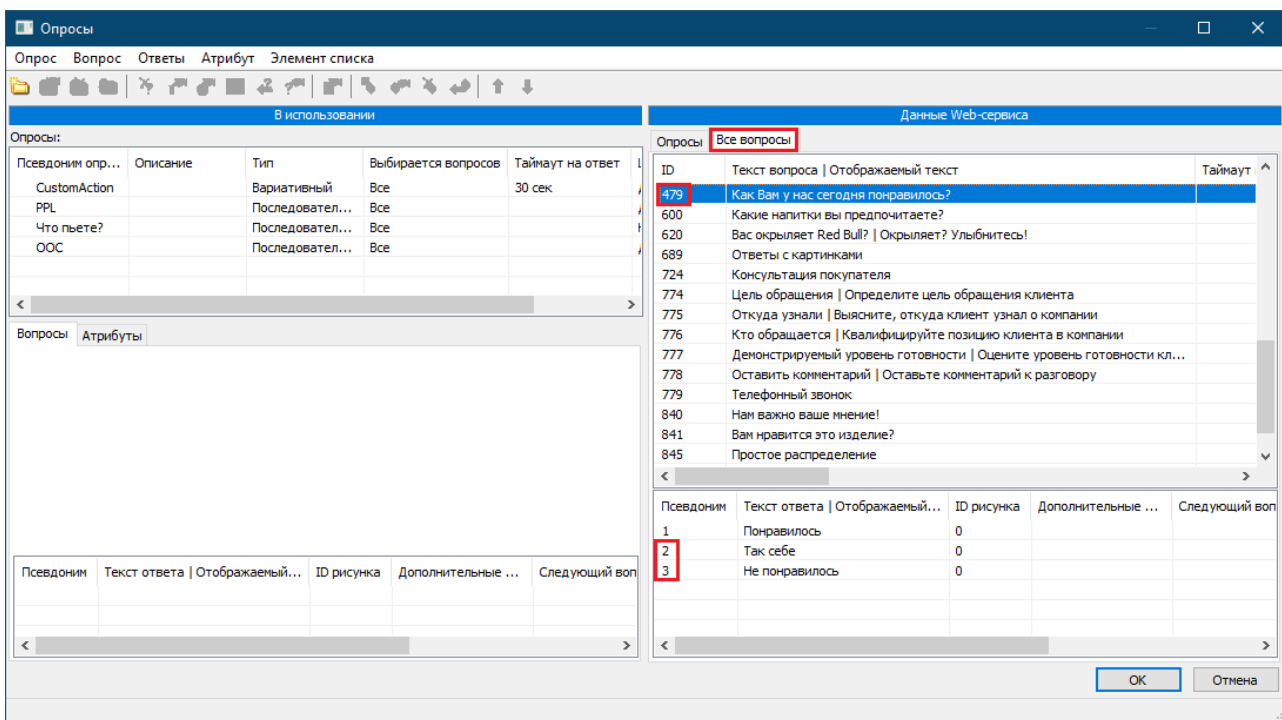 Опросы
Опрос Вопрос Ответы Атрибут Элемент списка
В использовании
Опросы:
Псевдоним опр... Описание Тип Выбирается вопросов Таймаут на ответ
CustomAction Вариативный Все 30 сек
PPL Последовател... Все
Что пьете? Последовател... Все
ООС Последовател... Все
Вопросы Атрибуты
Псевдоним Текст ответа | Отображаемый... ID рисунка Дополнительные ... Следующий воп
Данные Web-сервиса
Опросы Все вопросы
ID Текст вопроса | Отображаемый текст Таймаут
479 Как Вам у нас сегодня понравилось?
600 Какие напитки вы предпочитаете?
620 Вас окрыляет Red Bull? | Окрыляет? Улыбнитесь!
689 Ответы с картинками
724 Консультация покупателя
774 Цель обращения | Определите цель обращения клиента
775 Откуда узнали | Выясните, откуда клиент узнал о компании
776 Кто обращается | Квалифицируйте позицию клиента в компании
777 Демонстрируемый уровень готовности | Оцените уровень готовности кл...
778 Оставить комментарий | Оставьте комментарий к разговору
779 Телефонный звонок
840 Нам важно ваше мнение!
841 Вам нравится это изделие?
845 Простое распределение
Псевдоним Текст ответа | Отображаемый... ID рисунка Дополнительные ... Следующий воп
1 Понравилось 0
2 Так себе 0
3 Не понравилось 0
OK Отмена